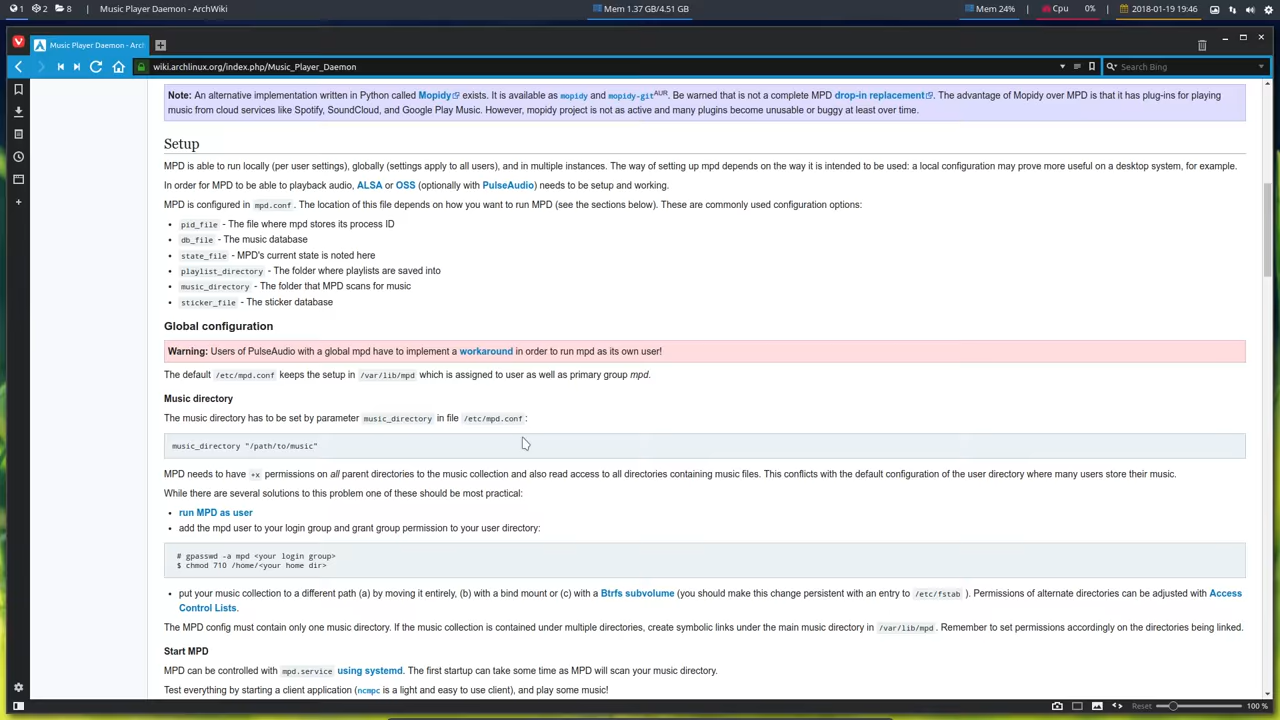 1 2 8 Music Player Daemon - ArchWiki Mem 1.37 GB/4.51 GB Mem 24% Cpu 0% 2018-01-19 19:46
Music Player Daemon - Arc
wiki.archlinux.org/index.php/Music_Player_Daemon Search Bing
Note: An alternative implementation written in Python called Mopidy exists. It is available as mopidy and mopidy-gitAUR. Be warned that is not a complete MPD drop-in replacement. The advantage of Mopidy over MPD is that it has plug-ins for playing
music from cloud services like Spotify, SoundCloud, and Google Play Music. However, mopidy project is not as active and many plugins become unusable or buggy at least over time.
Setup
MPD is able to run locally (per user settings), globally (settings apply to all users), and in multiple instances. The way of setting up mpd depends on the way it is intended to be used: a local configuration may prove more useful on a desktop system, for example.
In order for MPD to be able to playback audio, ALSA or OSS (optionally with PulseAudio) needs to be setup and working.
MPD is configured in mpd.conf. The location of this file depends on how you want to run MPD (see the sections below). These are commonly used configuration options:
• pid_file - The file where mpd stores its process ID
• db_file - The music database
• state_file - MPD's current state is noted here
• playlist_directory - The folder where playlists are saved into
• music_directory - The folder that MPD scans for music
• sticker_file - The sticker database
Global configuration
Warning: Users of PulseAudio with a global mpd have to implement a workaround in order to run mpd as its own user!
The default /etc/mpd.conf keeps the setup in /var/lib/mpd which is assigned to user as well as primary group mpd.
Music directory
The music directory has to be set by parameter music_directory in file /etc/mpd.conf:
music_directory "/path/to/music"
MPD needs to have +x permissions on all parent directories to the music collection and also read access to all directories containing music files. This conflicts with the default configuration of the user directory where many users store their music.
While there are several solutions to this problem one of these should be most practical:
• run MPD as user
• add the mpd user to your login group and grant group permission to your user directory:
# gpasswd -a mpd <your login group>
$ chmod 710 /home/<your home dir>
• put your music collection to a different path (a) by moving it entirely, (b) with a bind mount or (c) with a Btrfs subvolume (you should make this change persistent with an entry to /etc/fstab ). Permissions of alternate directories can be adjusted with Access
Control Lists.
The MPD config must contain only one music directory. If the music collection is contained under multiple directories, create symbolic links under the main music directory in /var/lib/mpd. Remember to set permissions accordingly on the directories being linked.
Start MPD
MPD can be controlled with mpd.service using systemd. The first startup can take some time as MPD will scan your music directory.
Test everything by starting a client application (ncmpc is a light and easy to use client), and play some music!
Reset 100 %